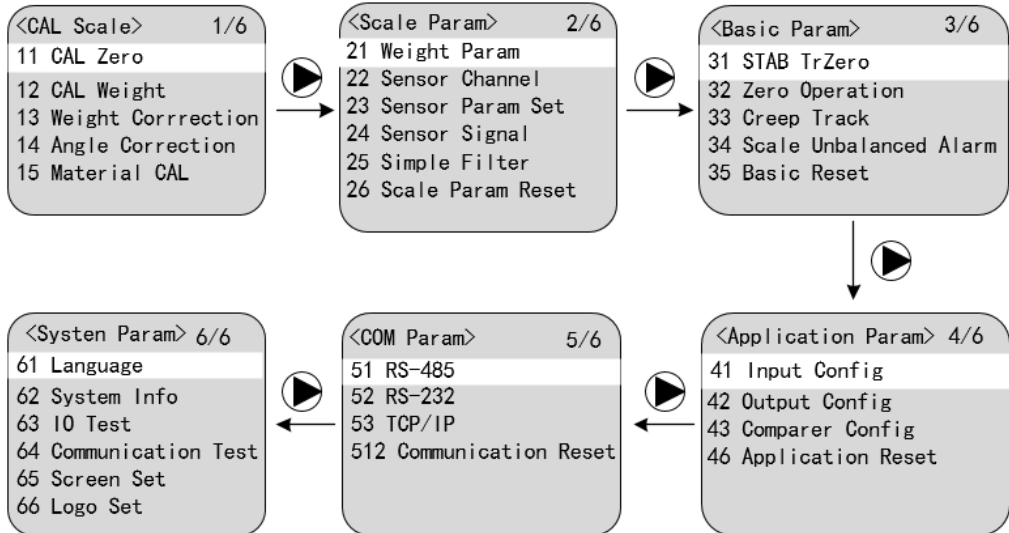 <CAL Scale> 1/6
11 CAL Zero
12 CAL Weight
13 Weight Corrrection
14 Angle Correction
15 Material CAL
<Scale Param> 2/6
21 Weight Param
22 Sensor Channel
23 Sensor Param Set
24 Sensor Signal
25 Simple Filter
26 Scale Param Reset
<Basic Param> 3/6
31 STAB TrZero
32 Zero Operation
33 Creep Track
34 Scale Unbalanced Alarm
35 Basic Reset
<Application Param> 4/6
41 Input Config
42 Output Config
43 Comparer Config
46 Application Reset
<COM Param> 5/6
51 RS-485
52 RS-232
53 TCP/IP
512 Communication Reset
<Systen Param> 6/6
61 Language
62 System Info
63 IO Test
64 Communication Test
65 Screen Set
66 Logo Set